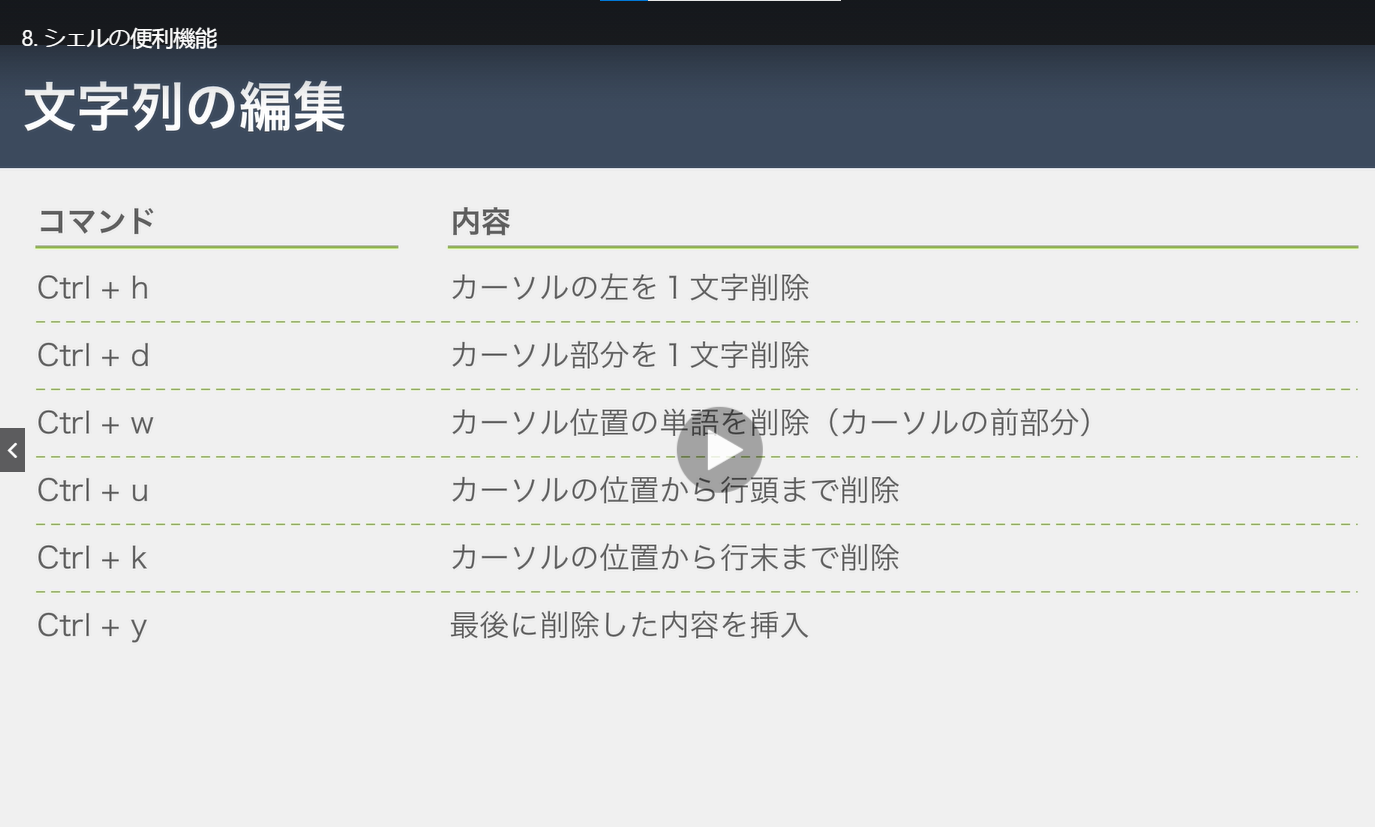 8. シェルの便利機能
文字列の編集
コマンド 内容
Ctrl + h カーソルの左を1文字削除
Ctrl + d カーソル部分を1文字削除
Ctrl + w カーソル位置の単語を削除（カーソルの前部分）
Ctrl + u カーソルの位置から行頭まで削除
Ctrl + k カーソルの位置から行末まで削除
Ctrl + y 最後に削除した内容を挿入